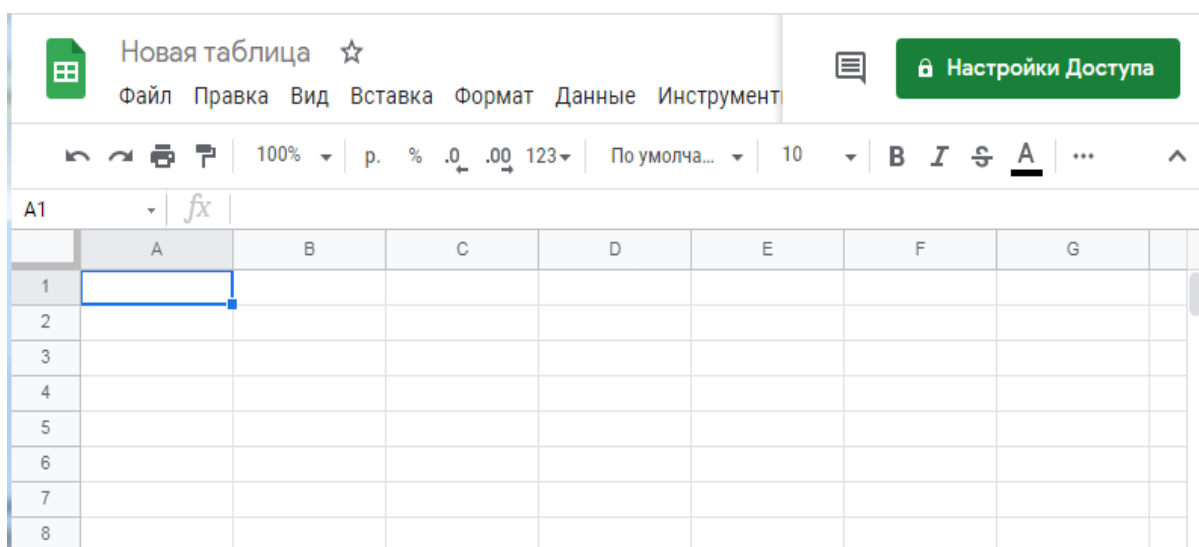 Новая таблица
Настройки Доступа
Файл Правка Вид Вставка Формат Данные Инструмент
100% р. % .0 .00 123 По умолча... 10 B I S A ...
A1 fx
A B C D E F G
1
2
3
4
5
6
7
8